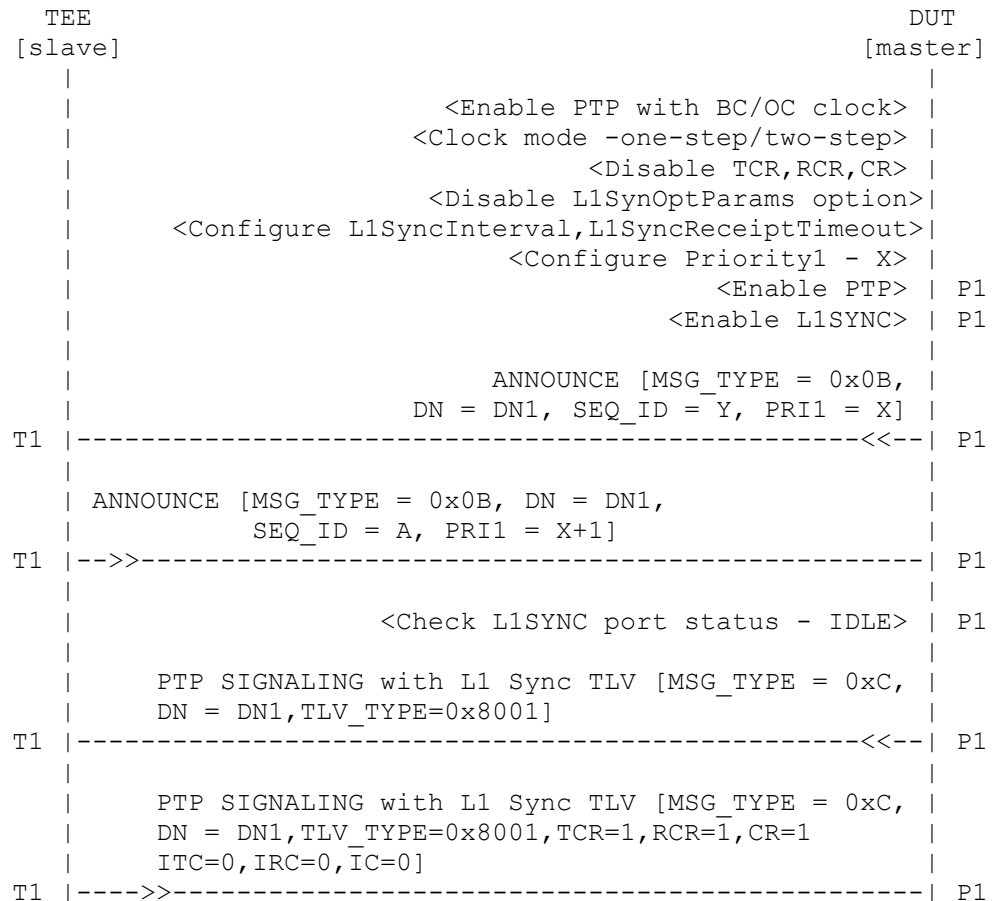 TEE DUT
[slave] [master]
<Enable PTP with BC/OC clock>
<Clock mode -one-step/two-step>
<Disable TCR,RCR,CR>
<Disable L1SynOptParams option>
<Configure L1SyncInterval,L1SyncReceiptTimeout>
<Configure Priority1 - X>
<Enable PTP> | P1
<Enable L1SYNC> | P1
ANNOUNCE [MSG_TYPE = 0x0B,
DN = DN1, SEQ_ID = Y, PRI1 = X]
T1 |-------------------------------------------------<<--| P1
ANNOUNCE [MSG_TYPE = 0x0B, DN = DN1,
SEQ_ID = A, PRI1 = X+1]
T1 |-->>-------------------------------------------------| P1
<Check L1SYNC port status - IDLE> | P1
PTP SIGNALING with L1 Sync TLV [MSG_TYPE = 0xC,
DN = DN1,TLV_TYPE=0x8001]
T1 |-------------------------------------------------<<--| P1
PTP SIGNALING with L1 Sync TLV [MSG_TYPE = 0xC,
DN = DN1,TLV_TYPE=0x8001,TCR=1,RCR=1,CR=1
ITC=0,IRC=0,IC=0]
T1 |---->>-----------------------------------------------| P1